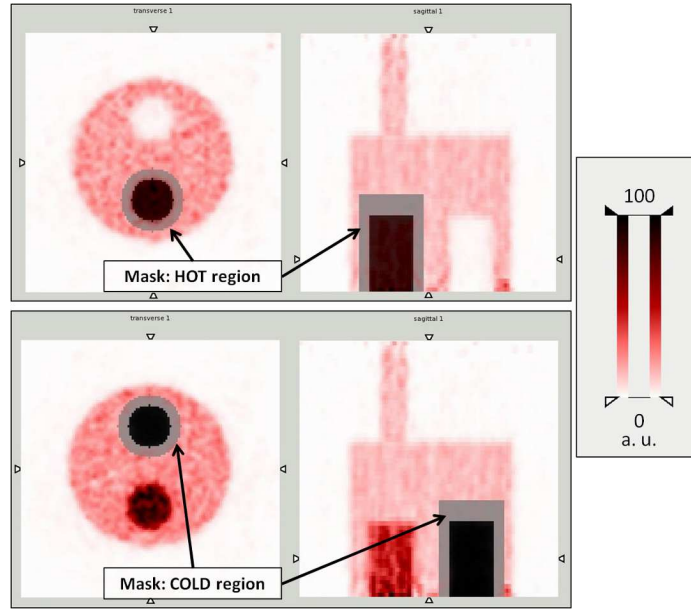 transverse 1
sagittal 1
Mask: HOT region
transverse 1
sagittal 1
Mask: COLD region
100
0
a. u.